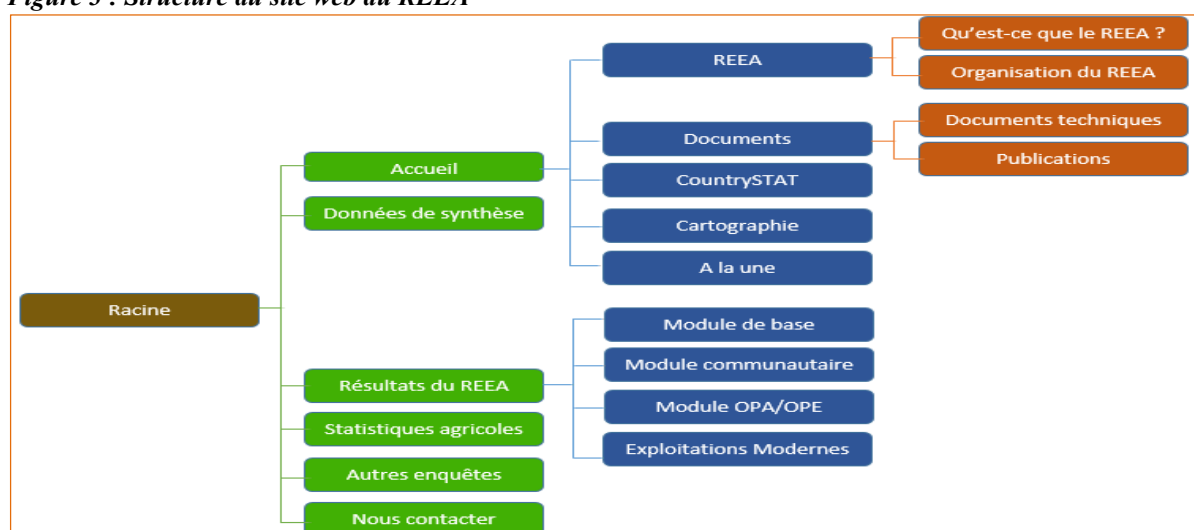 Figure : Structure du site web du REEA
Qu’est-ce que le REEA ?
REEA
Organisation du REEA
Documents techniques
Documents
Publications
Accueil
CountrySTAT
Données de synthèse
Cartographie
A la une
Racine
Module de base
Module communautaire
Résultats du REEA
Module OPA/OPE
Statistiques agricoles
Exploitations Modernes
Autres enquêtes
Nous contacter